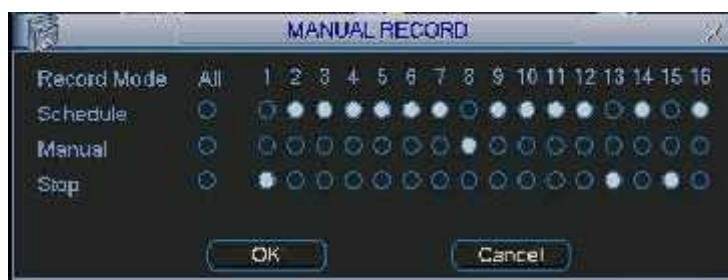 MANUAL RECORD
Record Mode All 1 2 3 4 5 6 7 8 9 10 11 12 13 14 15 16
Schedule
Manual
Stop
OK Cancel